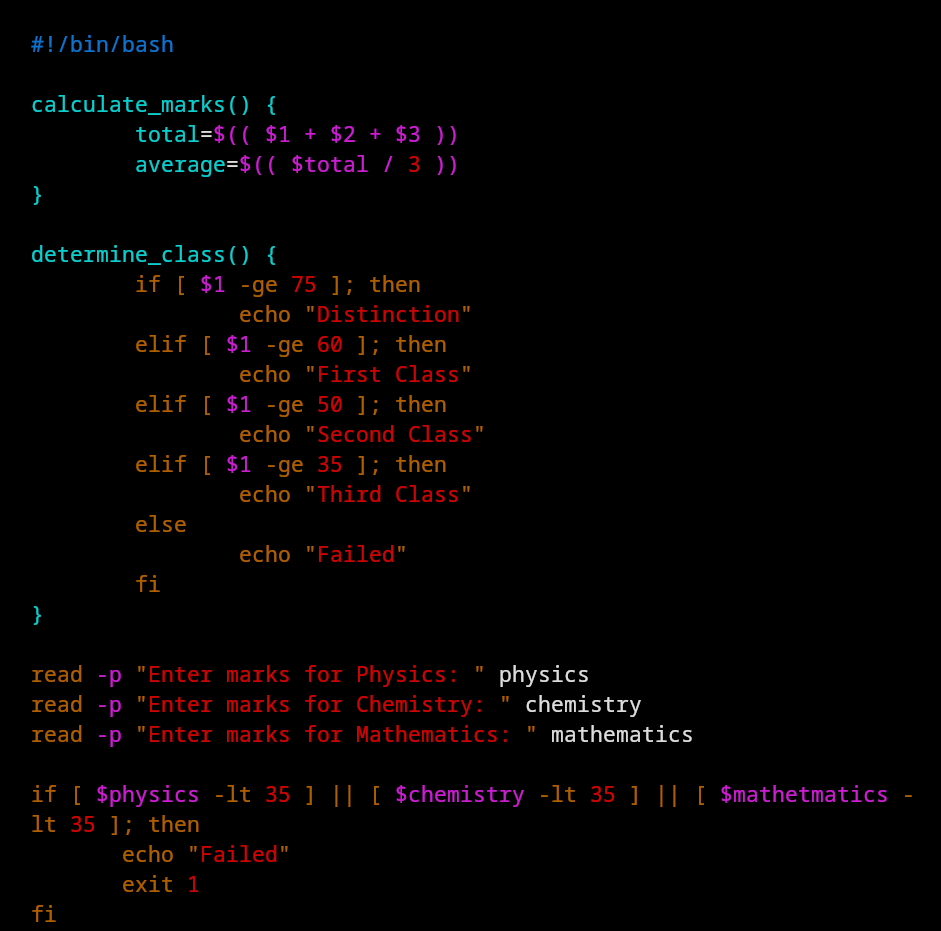 #!/bin/bash

calculate_marks() {
        total=$(( $1 + $2 + $3 ))
        average=$(( $total / 3 ))
}

determine_class() {
        if [ $1 -ge 75 ]; then
                echo "Distinction"
        elif [ $1 -ge 60 ]; then
                echo "First Class"
        elif [ $1 -ge 50 ]; then
                echo "Second Class"
        elif [ $1 -ge 35 ]; then
                echo "Third Class"
        else
                echo "Failed"
        fi
}

read -p "Enter marks for Physics: " physics
read -p "Enter marks for Chemistry: " chemistry
read -p "Enter marks for Mathematics: " mathematics

if [ $physics -lt 35 ] || [ $chemistry -lt 35 ] || [ $mathetmatics -
lt 35 ]; then
       echo "Failed"
       exit 1
fi